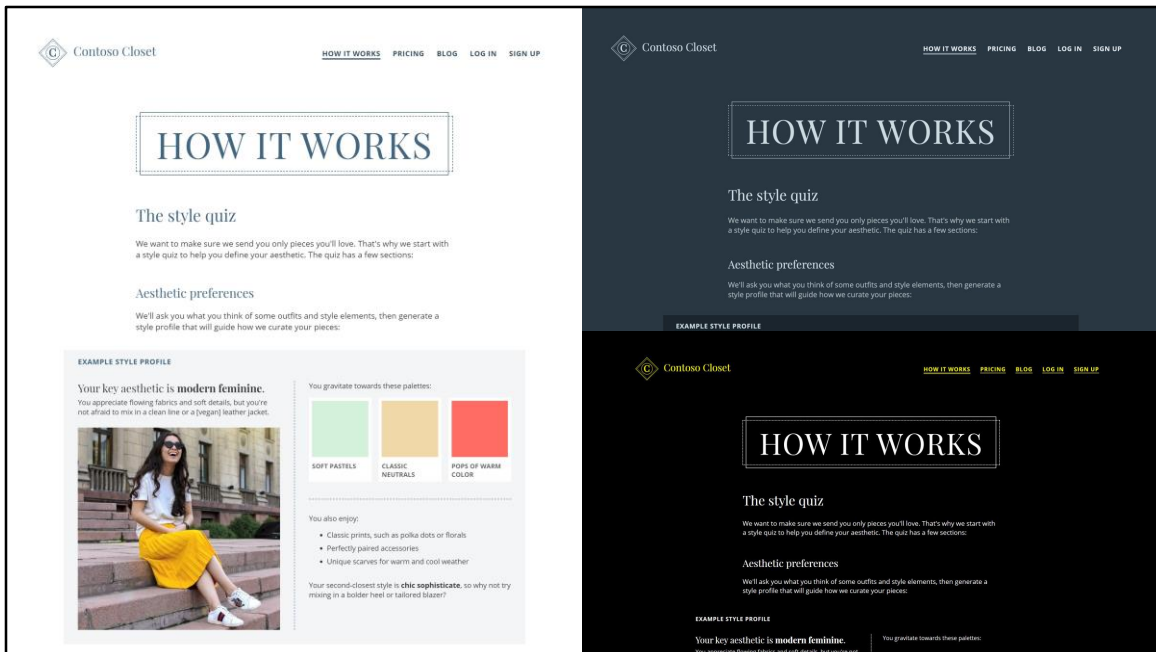 C
Contoso Closet
HOW IT WORKS PRICING BLOG LOG IN SIGN UP
HOW IT WORKS
The style quiz
We want to make sure we send you only pieces you'll love. That's why we start with
a style quiz to help you define your aesthetic. The quiz has a few sections:
Aesthetic preferences
We'll ask you what you think of some outfits and style elements, then generate a
style profile that will guide how we curate your pieces:
EXAMPLE STYLE PROFILE
Your key aesthetic is modern feminine.
You appreciate flowing fabrics and soft details, but you're
not afraid to mix in a clean line or a [vegan] leather jacket.
You gravitate towards these palettes:
SOFT PASTELS
CLASSIC
NEUTRALS
POPS OF WARM
COLOR
You also enjoy:
• Classic prints, such as polka dots or florals
• Perfectly paired accessories
• Unique scarves for warm and cool weather
Your second-closest style is chic sophisticate, so why not try
mixing in a bolder heel or tailored blazer?
C
Contoso Closet
HOW IT WORKS PRICING BLOG LOG IN SIGN UP
HOW IT WORKS
The style quiz
We want to make sure we send you only pieces you'll love. That's why we start with
a style quiz to help you define your aesthetic. The quiz has a few sections:
Aesthetic preferences
We'll ask you what you think of some outfits and style elements, then generate a
style profile that will guide how we curate your pieces:
EXAMPLE STYLE PROFILE
C
Contoso Closet
HOW IT WORKS PRICING BLOG LOG IN SIGN UP
HOW IT WORKS
The style quiz
We want to make sure we send you only pieces you'll love. That's why we start
with a style quiz to help you define your aesthetic. The quiz has a few sections:
Aesthetic preferences
We'll ask you what you think of some outfits and style elements, then generate a
style profile that will guide how we curate your pieces:
EXAMPLE STYLE PROFILE
Your key aesthetic is modern feminine.
You appreciate flowing fabrics and soft details, but you're not
You gravitate towards these palettes: